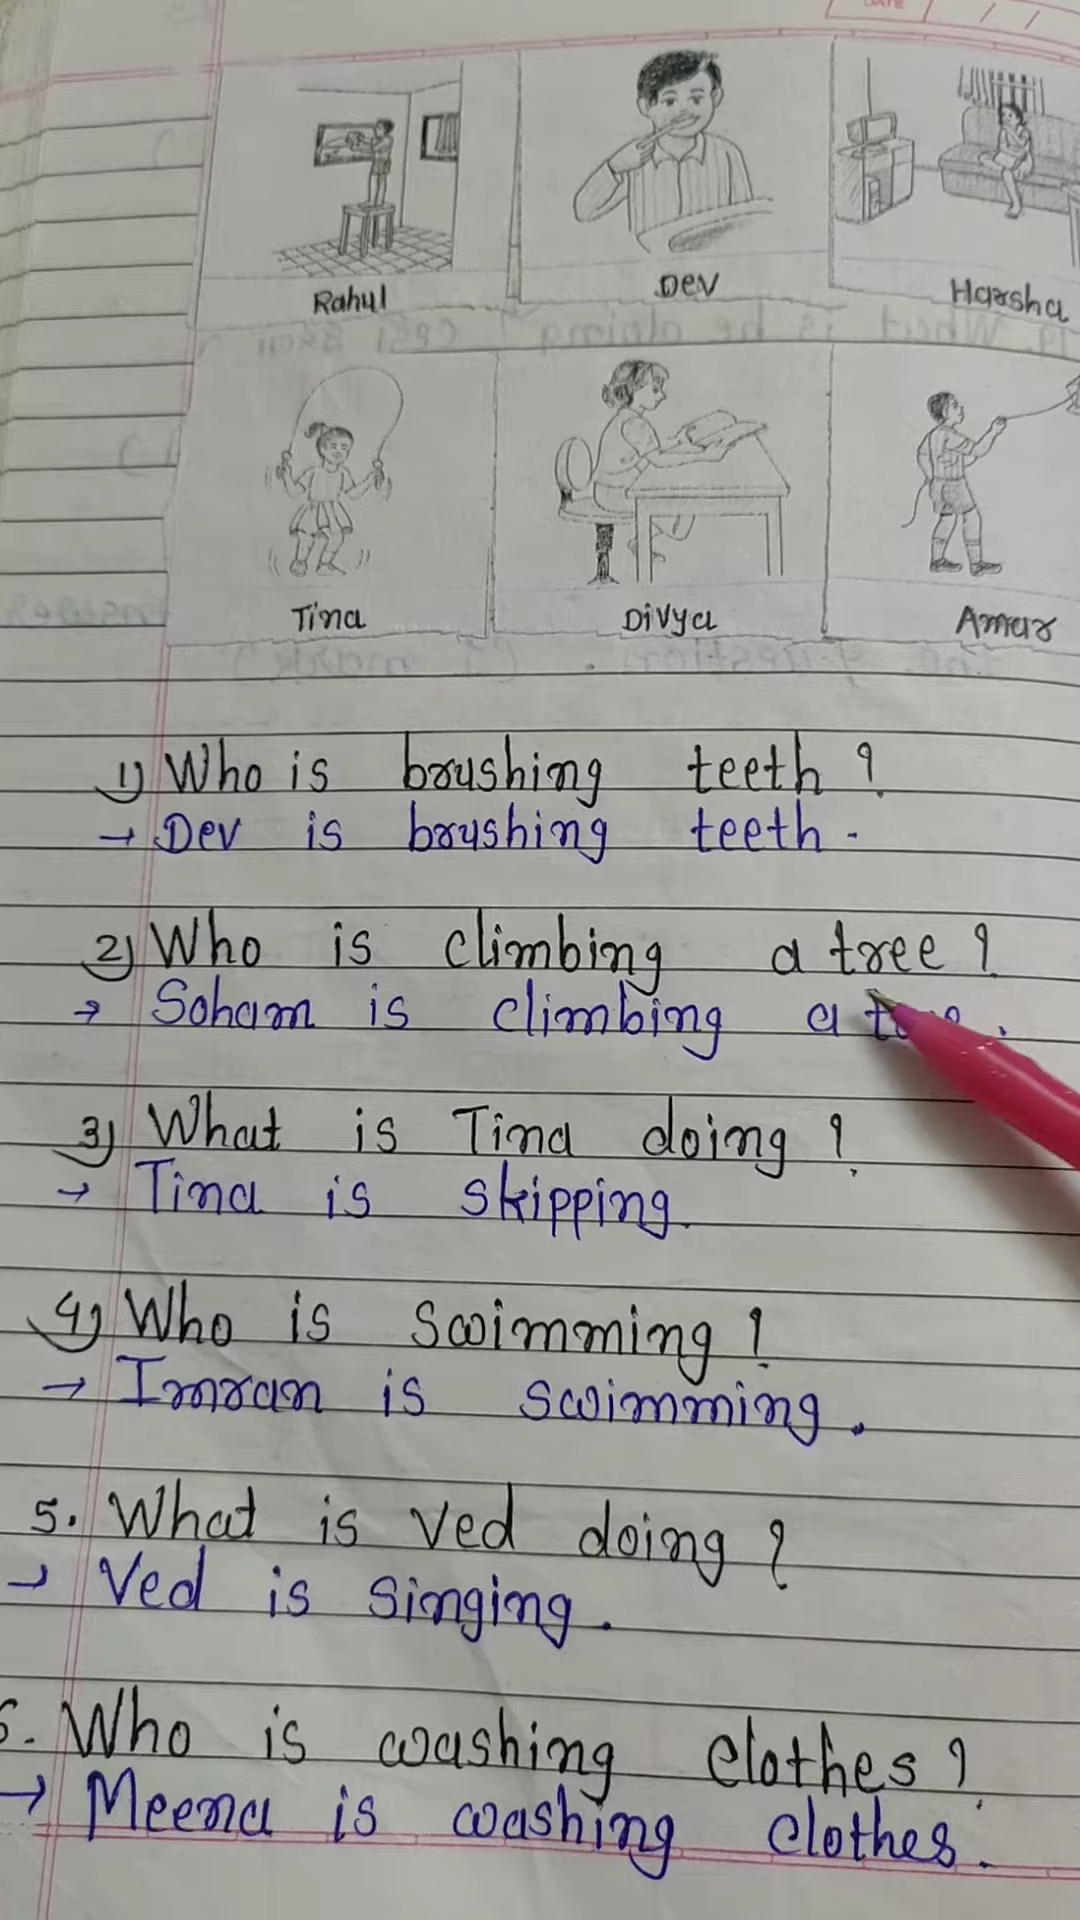 DATE
Rahul
Dev
Harsha
Tina
Divya
Amar
1) Who is brushing teeth?
→ Dev is brushing teeth.
2) Who is climbing a tree?
→ Soham is climbing a tree.
3) What is Tina doing?
→ Tina is skipping.
4) Who is swimming?
→ Imran is swimming.
5. What is Ved doing?
→ Ved is singing.
6. Who is washing clothes?
→ Meena is washing clothes.